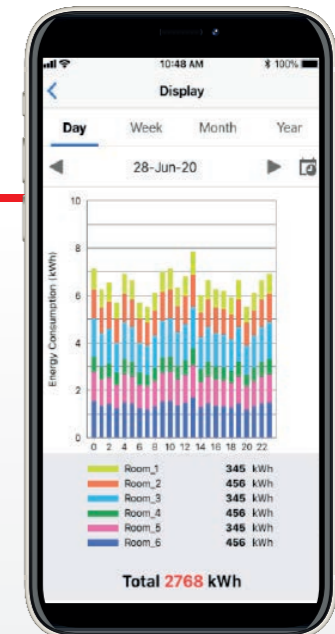 10:48 AM
100%
Display
Day Week Month Year
28-Jun-20
Energy Consumption (kWh)
10
8
6
4
2
0
0 2 4 6 8 10 12 14 16 18 20 22
Room_1 345 kWh
Room_2 456 kWh
Room_3 345 kWh
Room_4 456 kWh
Room_5 345 kWh
Room_6 456 kWh
Total 2768 kWh